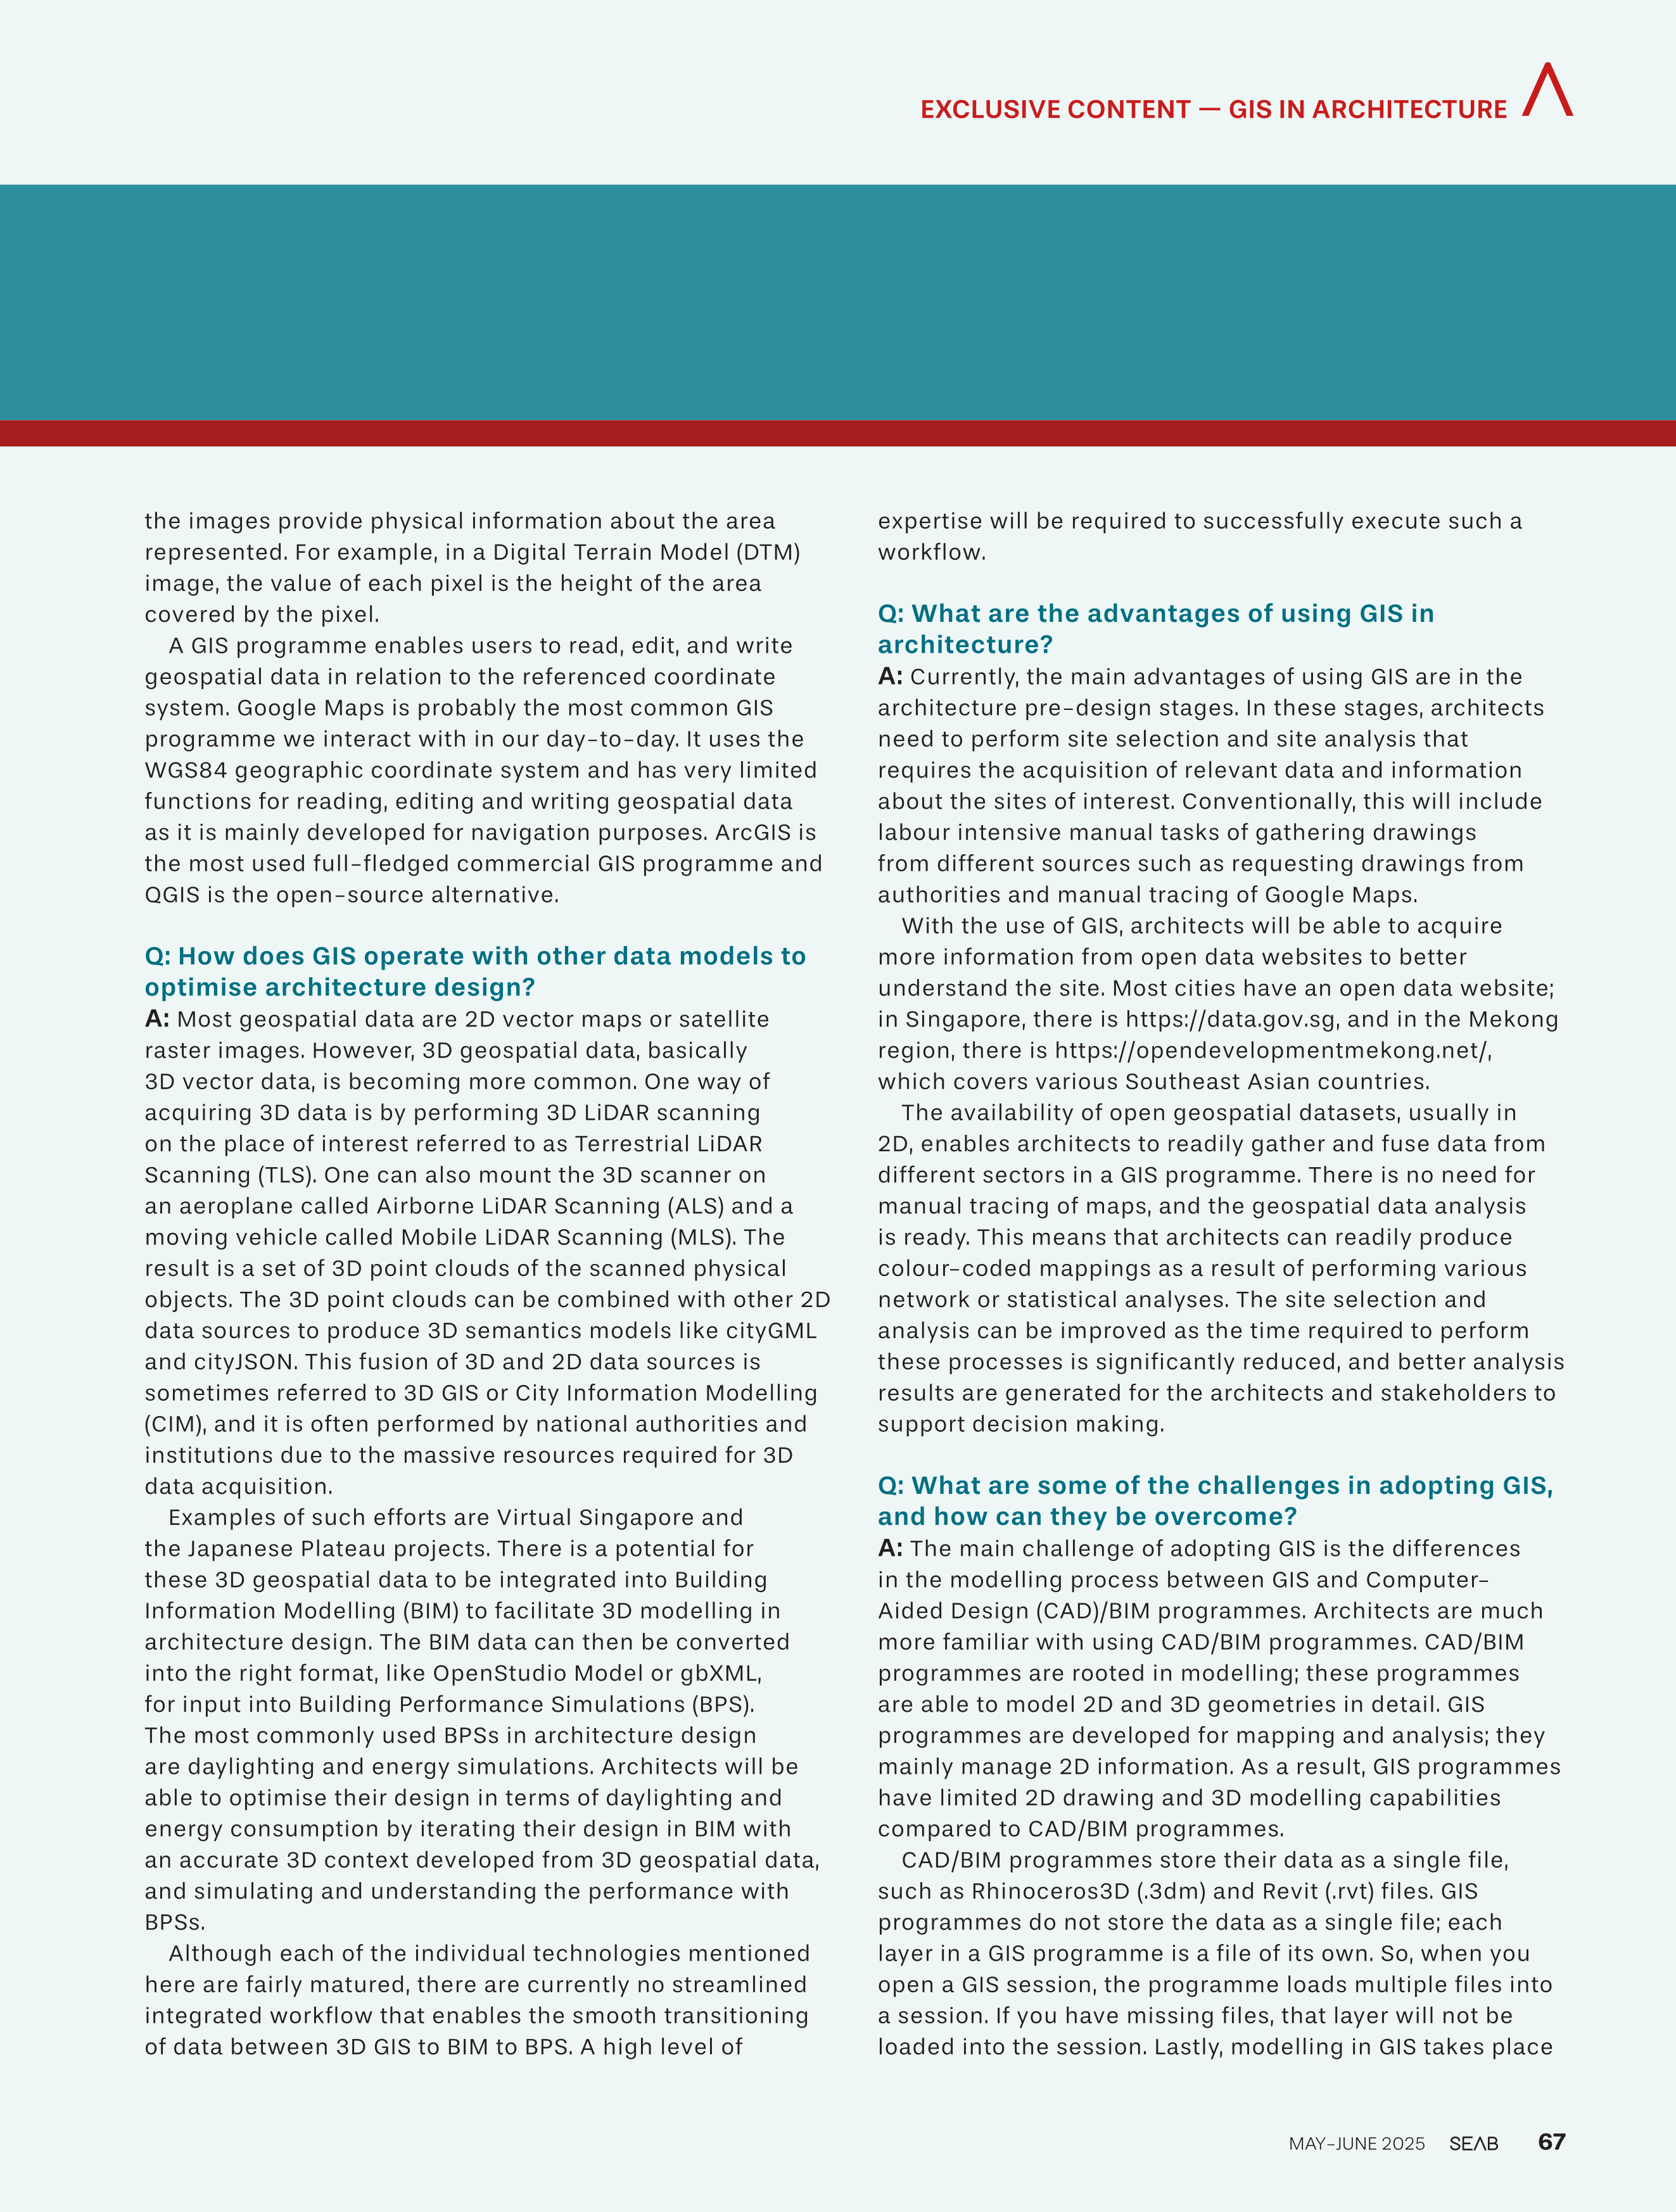 EXCLUSIVE CONTENT — GIS IN ARCHITECTURE
the images provide physical information about the area
represented. For example, in a Digital Terrain Model (DTM)
image, the value of each pixel is the height of the area
covered by the pixel.
A GIS programme enables users to read, edit, and write
geospatial data in relation to the referenced coordinate
system. Google Maps is probably the most common GIS
programme we interact with in our day-to-day. It uses the
WGS84 geographic coordinate system and has very limited
functions for reading, editing and writing geospatial data
as it is mainly developed for navigation purposes. ArcGIS is
the most used full-fledged commercial GIS programme and
QGIS is the open-source alternative.
Q: How does GIS operate with other data models to
optimise architecture design?
A: Most geospatial data are 2D vector maps or satellite
raster images. However, 3D geospatial data, basically
3D vector data, is becoming more common. One way of
acquiring 3D data is by performing 3D LiDAR scanning
on the place of interest referred to as Terrestrial LiDAR
Scanning (TLS). One can also mount the 3D scanner on
an aeroplane called Airborne LiDAR Scanning (ALS) and a
moving vehicle called Mobile LiDAR Scanning (MLS). The
result is a set of 3D point clouds of the scanned physical
objects. The 3D point clouds can be combined with other 2D
data sources to produce 3D semantics models like cityGML
and cityJSON. This fusion of 3D and 2D data sources is
sometimes referred to 3D GIS or City Information Modelling
(CIM), and it is often performed by national authorities and
institutions due to the massive resources required for 3D
data acquisition.
Examples of such efforts are Virtual Singapore and
the Japanese Plateau projects. There is a potential for
these 3D geospatial data to be integrated into Building
Information Modelling (BIM) to facilitate 3D modelling in
architecture design. The BIM data can then be converted
into the right format, like OpenStudio Model or gbXML,
for input into Building Performance Simulations (BPS).
The most commonly used BPSs in architecture design
are daylighting and energy simulations. Architects will be
able to optimise their design in terms of daylighting and
energy consumption by iterating their design in BIM with
an accurate 3D context developed from 3D geospatial data,
and simulating and understanding the performance with
BPSs.
Although each of the individual technologies mentioned
here are fairly matured, there are currently no streamlined
integrated workflow that enables the smooth transitioning
of data between 3D GIS to BIM to BPS. A high level of
expertise will be required to successfully execute such a
workflow.
Q: What are the advantages of using GIS in
architecture?
A: Currently, the main advantages of using GIS are in the
architecture pre-design stages. In these stages, architects
need to perform site selection and site analysis that
requires the acquisition of relevant data and information
about the sites of interest. Conventionally, this will include
labour intensive manual tasks of gathering drawings
from different sources such as requesting drawings from
authorities and manual tracing of Google Maps.
With the use of GIS, architects will be able to acquire
more information from open data websites to better
understand the site. Most cities have an open data website;
in Singapore, there is https://data.gov.sg, and in the Mekong
region, there is https://opendevelopmentmekong.net/,
which covers various Southeast Asian countries.
The availability of open geospatial datasets, usually in
2D, enables architects to readily gather and fuse data from
different sectors in a GIS programme. There is no need for
manual tracing of maps, and the geospatial data analysis
is ready. This means that architects can readily produce
colour-coded mappings as a result of performing various
network or statistical analyses. The site selection and
analysis can be improved as the time required to perform
these processes is significantly reduced, and better analysis
results are generated for the architects and stakeholders to
support decision making.
Q: What are some of the challenges in adopting GIS,
and how can they be overcome?
A: The main challenge of adopting GIS is the differences
in the modelling process between GIS and Computer-
Aided Design (CAD)/BIM programmes. Architects are much
more familiar with using CAD/BIM programmes. CAD/BIM
programmes are rooted in modelling; these programmes
are able to model 2D and 3D geometries in detail. GIS
programmes are developed for mapping and analysis; they
mainly manage 2D information. As a result, GIS programmes
have limited 2D drawing and 3D modelling capabilities
compared to CAD/BIM programmes.
CAD/BIM programmes store their data as a single file,
such as Rhinoceros3D (.3dm) and Revit (.rvt) files. GIS
programmes do not store the data as a single file; each
layer in a GIS programme is a file of its own. So, when you
open a GIS session, the programme loads multiple files into
a session. If you have missing files, that layer will not be
loaded into the session. Lastly, modelling in GIS takes place
MAY-JUNE 2025 SEAB 67